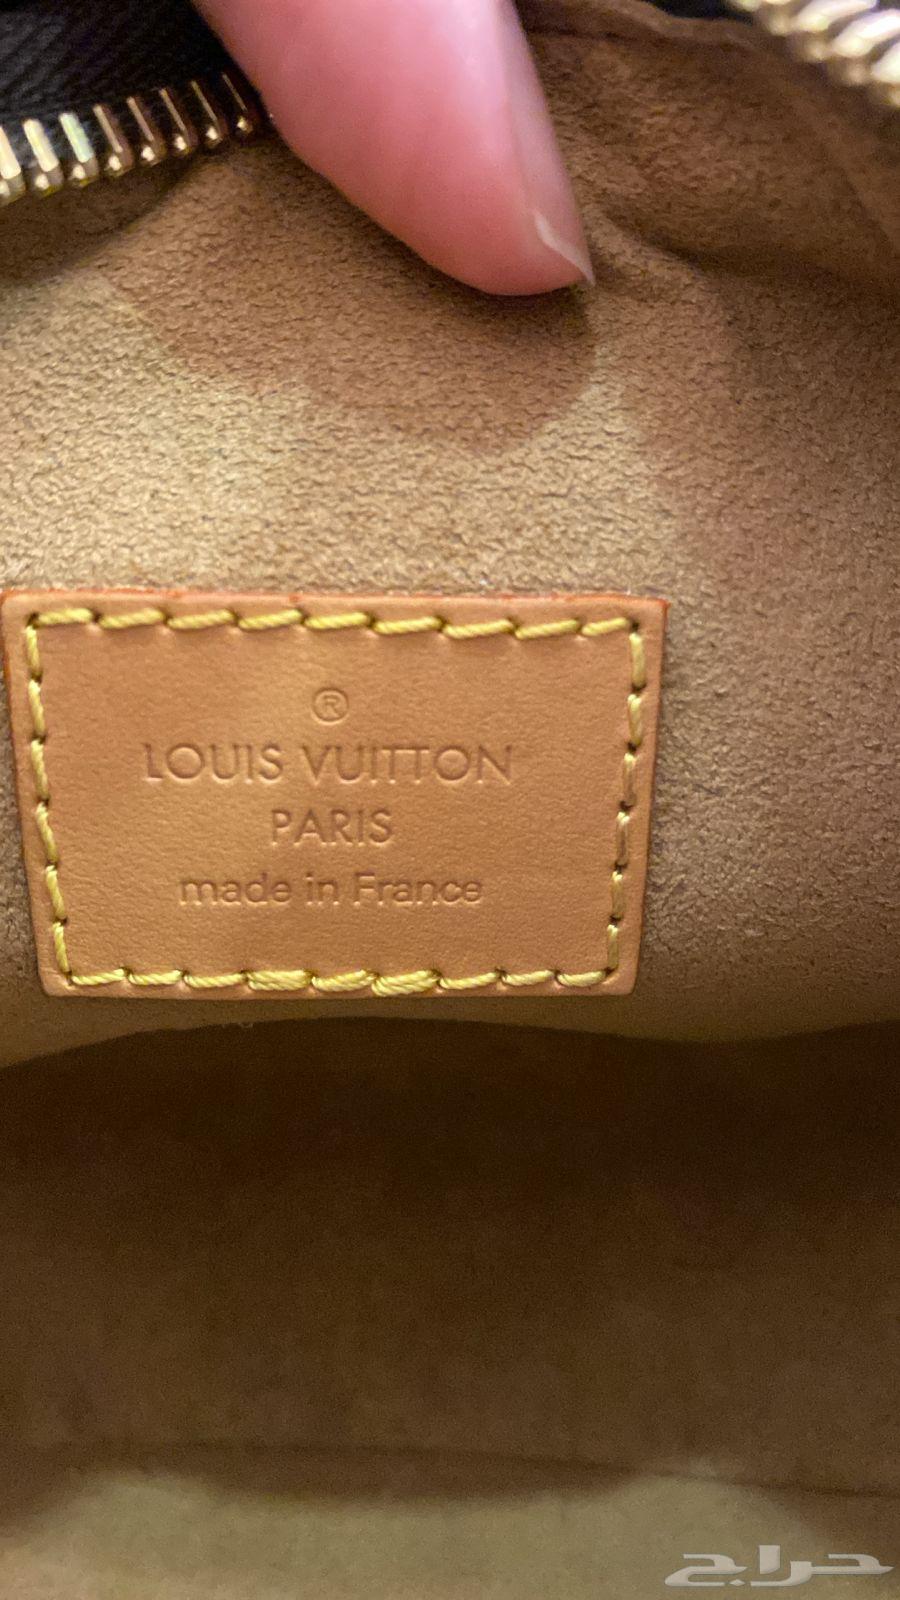 ®
LOUIS VUITTON
PARIS
made in France
حراج